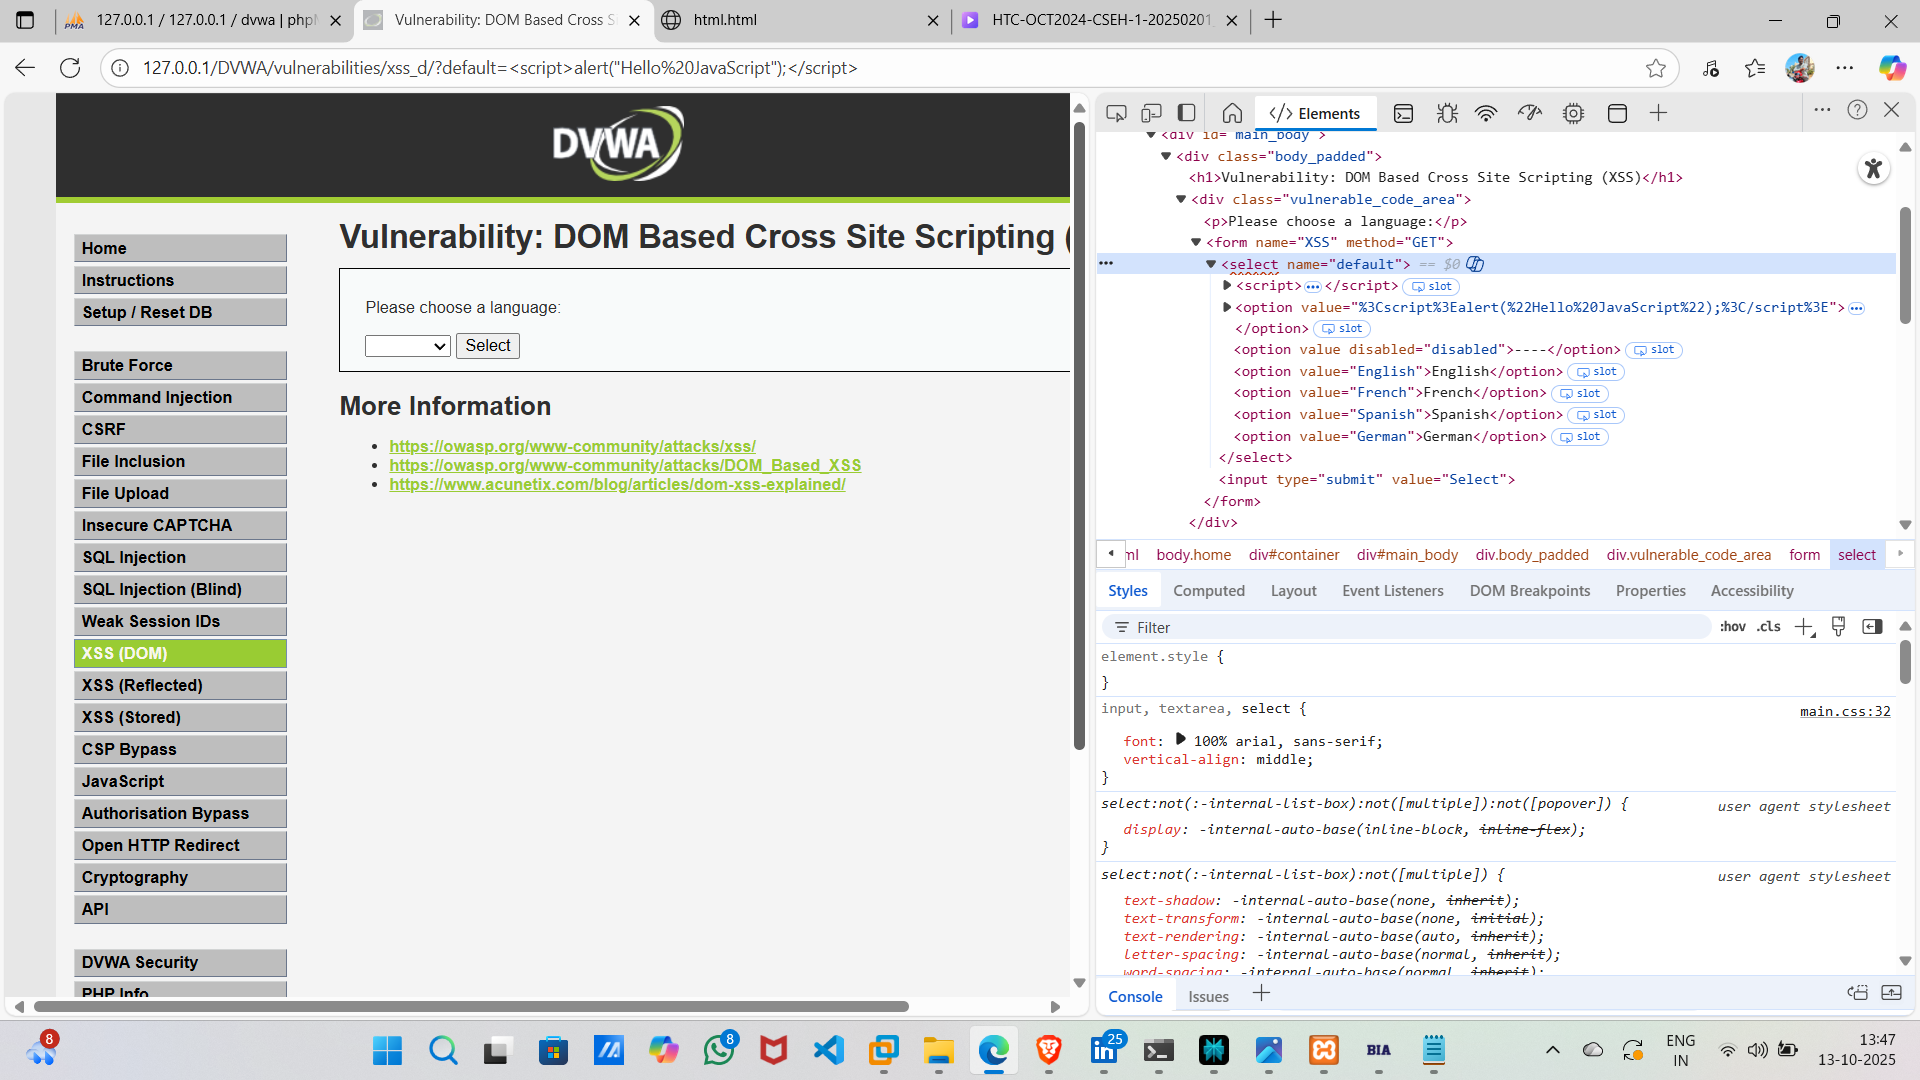 127.0.0.1 / 127.0.0.1 / dvwa | phpM
Vulnerability: DOM Based Cross S
html.html
HTC-OCT2024-CSEH-1-20250201
127.0.0.1/DVWA/vulnerabilities/xss_d/?default=<script>alert("Hello%20JavaScript");</script>
DVWA
Home
Instructions
Setup / Reset DB
Brute Force
Command Injection
CSRF
File Inclusion
File Upload
Insecure CAPTCHA
SQL Injection
SQL Injection (Blind)
Weak Session IDs
XSS (DOM)
XSS (Reflected)
XSS (Stored)
CSP Bypass
JavaScript
Authorisation Bypass
Open HTTP Redirect
Cryptography
API
DVWA Security
PHP Info
Vulnerability: DOM Based Cross Site Scripting (
Please choose a language:
Select
More Information
https://owasp.org/www-community/attacks/xss/
https://owasp.org/www-community/attacks/DOM_Based_XSS
https://www.acunetix.com/blog/articles/dom-xss-explained/
Elements
<div id="main_body">
<div class="body_padded">
<h1>Vulnerability: DOM Based Cross Site Scripting (XSS)</h1>
<div class="vulnerable_code_area">
<p>Please choose a language:</p>
<form name="XSS" method="GET">
<select name="default"> == $0
<script>…</script> slot
<option value="%3Cscript%3Ealert(%22Hello%20JavaScript%22);%3C/script%3E">…
</option> slot
<option value disabled="disabled">----</option> slot
<option value="English">English</option> slot
<option value="French">French</option> slot
<option value="Spanish">Spanish</option> slot
<option value="German">German</option> slot
</select>
<input type="submit" value="Select">
</form>
</div>
ml body.home div#container div#main_body div.body_padded div.vulnerable_code_area form select
Styles Computed Layout Event Listeners DOM Breakpoints Properties Accessibility
Filter :hov .cls
element.style {
}
input, textarea, select { main.css:32
font: 100% arial, sans-serif;
vertical-align: middle;
}
select:not(:-internal-list-box):not([multiple]):not([popover]) { user agent stylesheet
display: -internal-auto-base(inline-block, inline-flex);
}
select:not(:-internal-list-box):not([multiple]) { user agent stylesheet
text-shadow: -internal-auto-base(none, inherit);
text-transform: -internal-auto-base(none, initial);
text-rendering: -internal-auto-base(auto, inherit);
letter-spacing: -internal-auto-base(normal, inherit);
word-spacing: -internal-auto-base(normal, inherit);
Console Issues
8
8
25
BIA
ENG
IN
13:47
13-10-2025